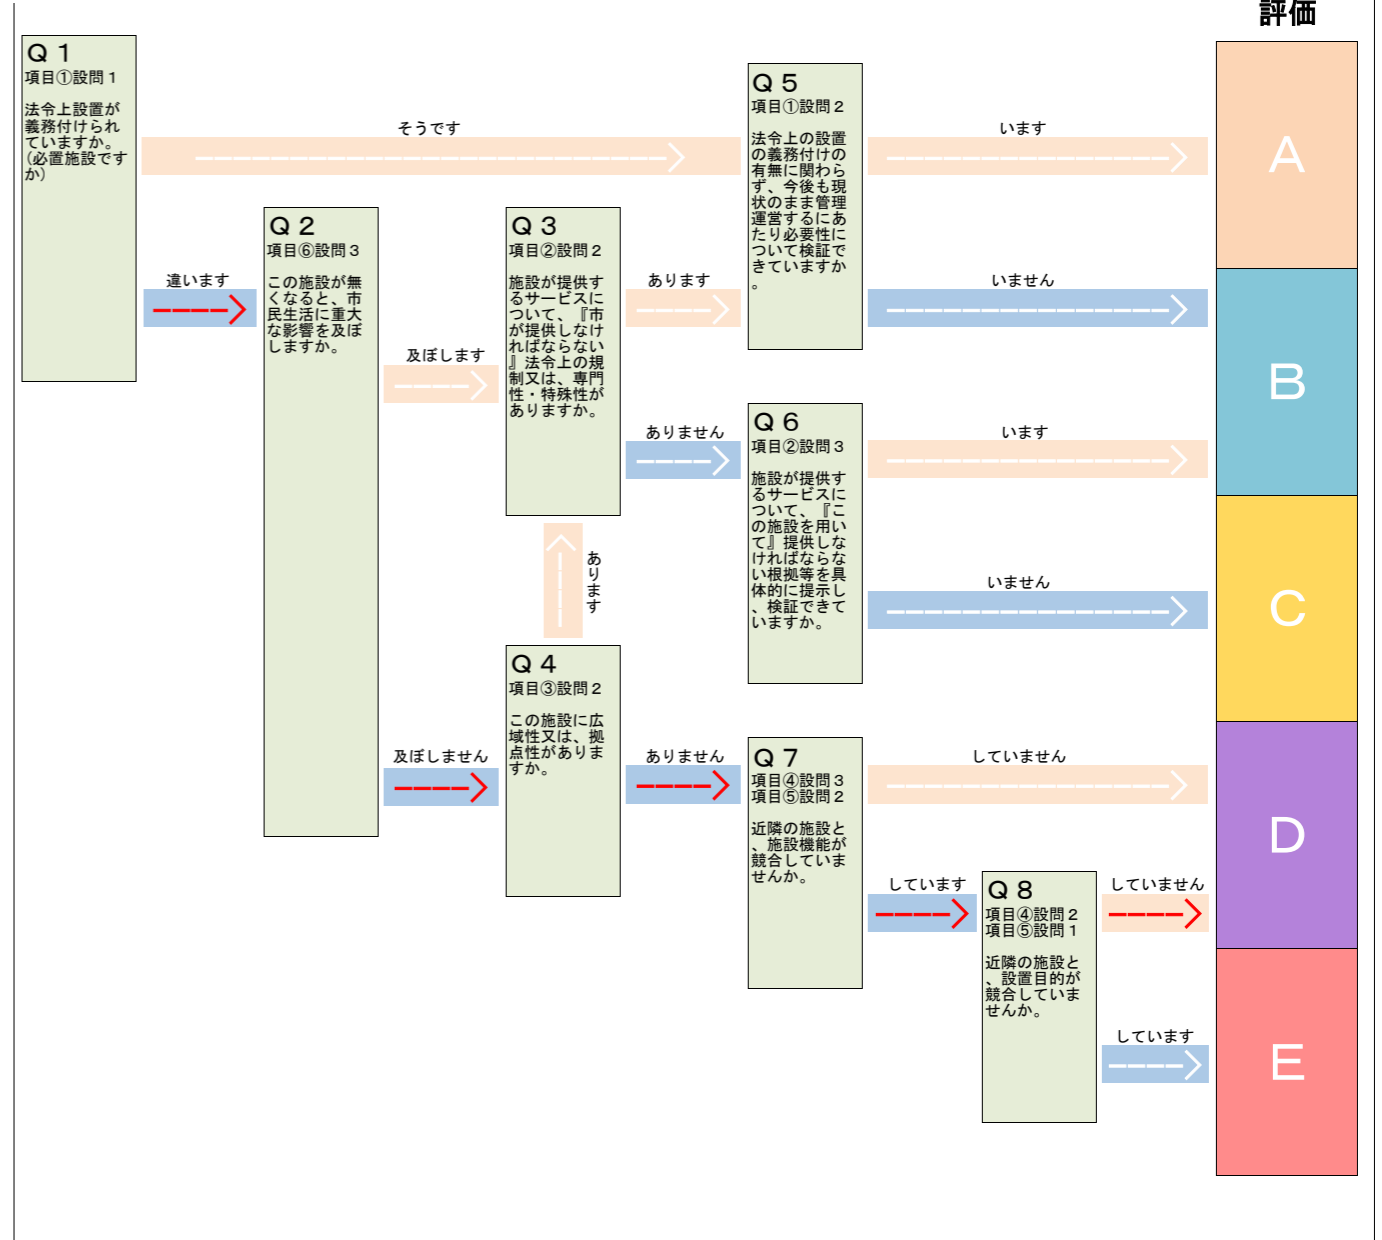 評価
Ｑ１
項目①設問１
法令上設置が
義務付けられ
ていますか。
(必置施設です
か)
そうです
違います
Ｑ２
項目⑥設問３
この施設が無
くなると、市
民生活に重大
な影響を及ぼ
しますか。
及ぼします
及ぼしません
Ｑ３
項目②設問２
施設が提供す
るサービスに
ついて、『市
が提供しなけ
ればならない
』法令上の規
制又は、専門
性・特殊性が
ありますか。
あります
ありません
あります
Ｑ４
項目③設問２
この施設に広
域性又は、拠
点性がありま
すか。
ありません
Ｑ５
項目①設問２
法令上の設置
の義務付けの
有無に関わら
ず、今後も現
状のまま管理
運営するにあ
たり必要性に
ついて検証で
きていますか
。
います
いません
Ｑ６
項目②設問３
施設が提供す
るサービスに
ついて、『こ
の施設を用い
て』提供しな
ければならな
い根拠等を具
体的に提示し
、検証できて
いますか。
います
いません
Ｑ７
項目④設問３
項目⑤設問２
近隣の施設と
、施設機能が
競合していま
せんか。
していません
しています
Ｑ８
項目④設問２
項目⑤設問１
近隣の施設と
、設置目的が
競合していま
せんか。
していません
しています
A
B
C
D
E